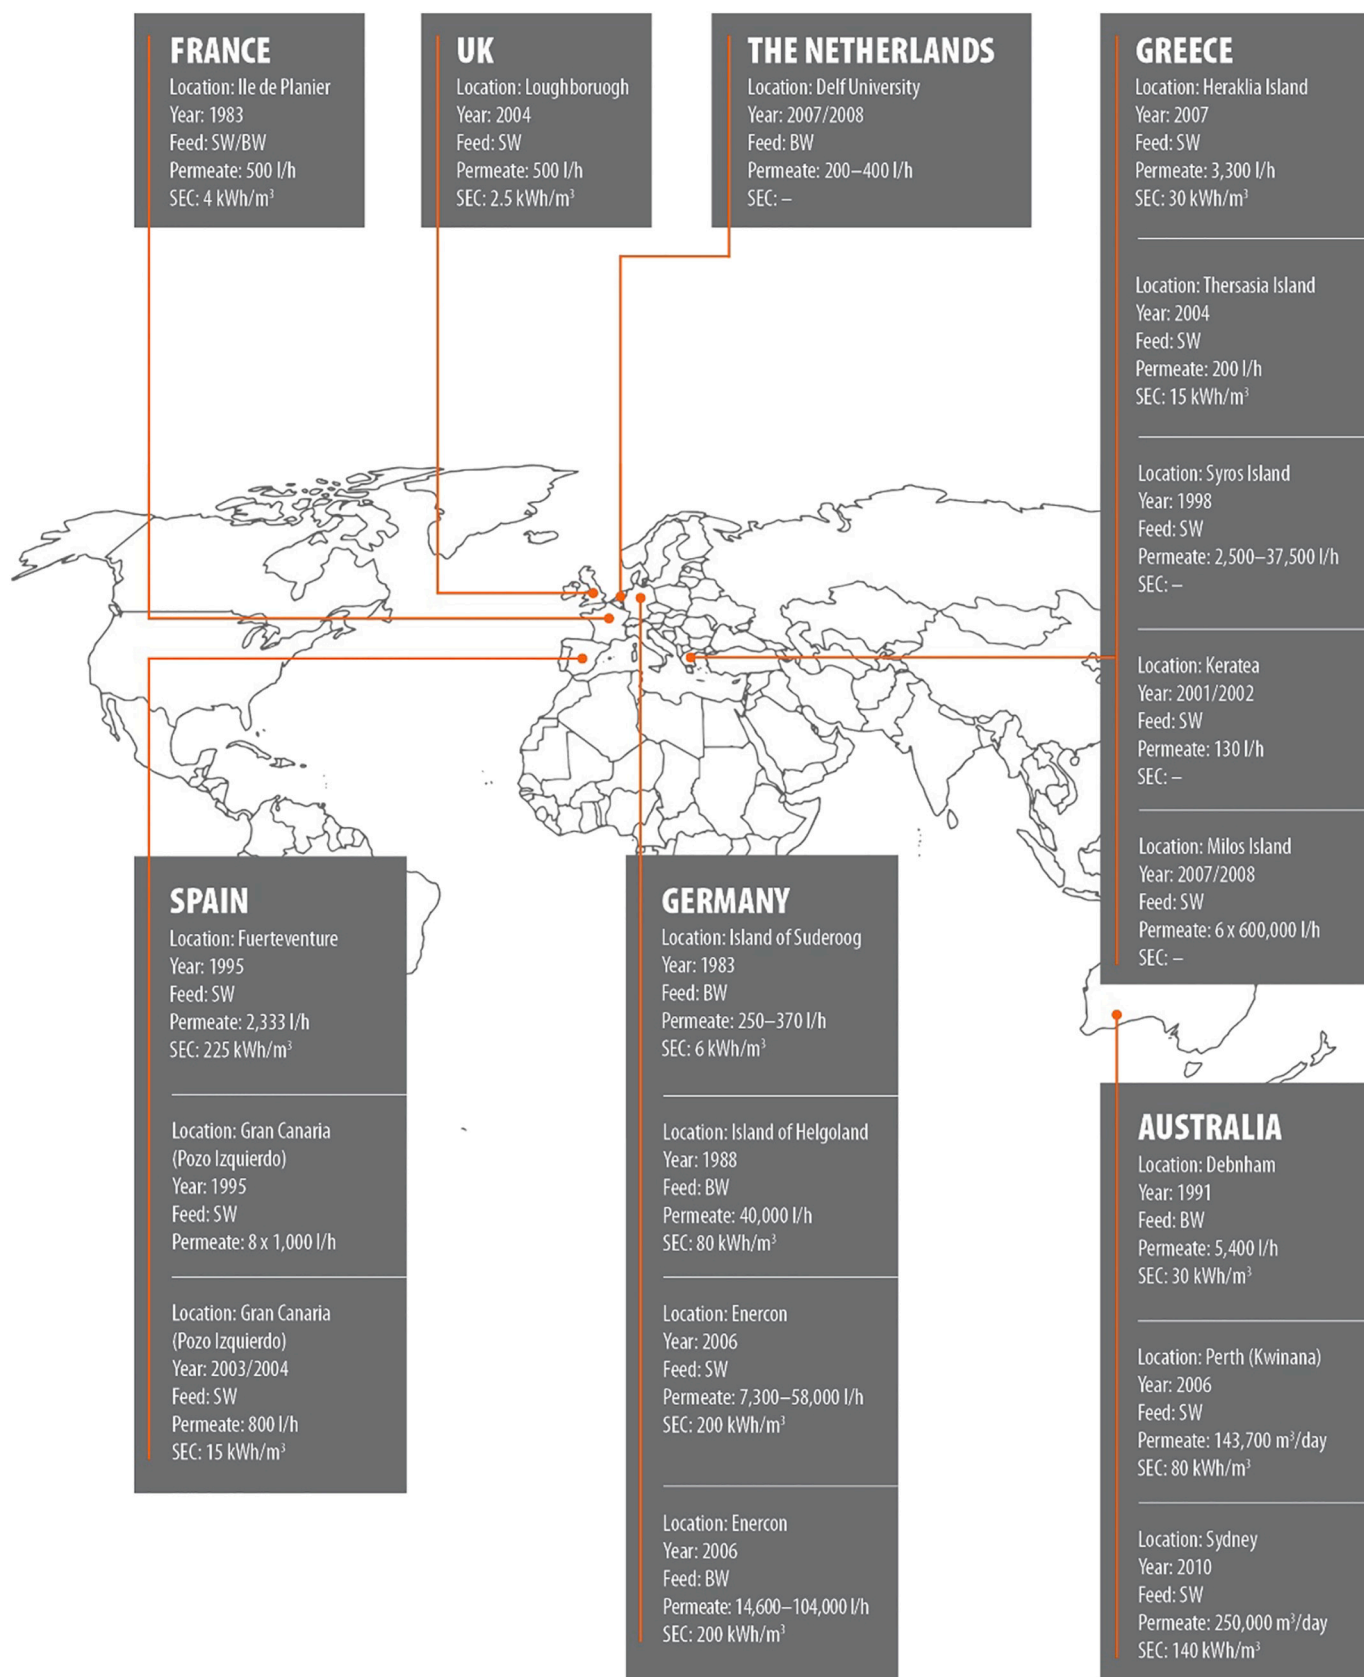 FRANCE
Location: Ile de Planier
Year: 1983
Feed: SW/BW
Permeate: 500 l/h
SEC: 4 kWh/m³
UK
Location: Loughboruogh
Year: 2004
Feed: SW
Permeate: 500 l/h
SEC: 2.5 kWh/m³
THE NETHERLANDS
Location: Delf University
Year: 2007/2008
Feed: BW
Permeate: 200–400 l/h
SEC: –
GREECE
Location: Heraklia Island
Year: 2007
Feed: SW
Permeate: 3,300 l/h
SEC: 30 kWh/m³
Location: Thersasia Island
Year: 2004
Feed: SW
Permeate: 200 l/h
SEC: 15 kWh/m³
Location: Syros Island
Year: 1998
Feed: SW
Permeate: 2,500–37,500 l/h
SEC: –
Location: Keratea
Year: 2001/2002
Feed: SW
Permeate: 130 l/h
SEC: –
Location: Milos Island
Year: 2007/2008
Feed: SW
Permeate: 6 x 600,000 l/h
SEC: –
SPAIN
Location: Fuerteventure
Year: 1995
Feed: SW
Permeate: 2,333 l/h
SEC: 225 kWh/m³
Location: Gran Canaria
(Pozo Izquierdo)
Year: 1995
Feed: SW
Permeate: 8 x 1,000 l/h
Location: Gran Canaria
(Pozo Izquierdo)
Year: 2003/2004
Feed: SW
Permeate: 800 l/h
SEC: 15 kWh/m³
GERMANY
Location: Island of Suderoog
Year: 1983
Feed: BW
Permeate: 250–370 l/h
SEC: 6 kWh/m³
Location: Island of Helgoland
Year: 1988
Feed: BW
Permeate: 40,000 l/h
SEC: 80 kWh/m³
Location: Enercon
Year: 2006
Feed: SW
Permeate: 7,300–58,000 l/h
SEC: 200 kWh/m³
Location: Enercon
Year: 2006
Feed: BW
Permeate: 14,600–104,000 l/h
SEC: 200 kWh/m³
AUSTRALIA
Location: Debnham
Year: 1991
Feed: BW
Permeate: 5,400 l/h
SEC: 30 kWh/m³
Location: Perth (Kwinana)
Year: 2006
Feed: SW
Permeate: 143,700 m³/day
SEC: 80 kWh/m³
Location: Sydney
Year: 2010
Feed: SW
Permeate: 250,000 m³/day
SEC: 140 kWh/m³